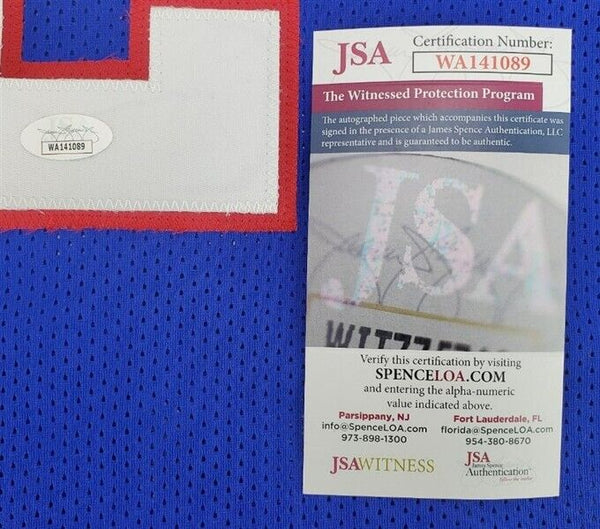 WA141089
JSA
Certification Number:
WA141089
The Witnessed Protection Program
The autographed piece which accompanies this certificate was
signed in the presence of a James Spence Authentication, LLC
representative and is guaranteed to be authentic.
JSA
Verify this certification by visiting
SPENCELOA.COM
and entering the alpha-numeric
value indicated above.
Parsippany, NJ
info@SpenceLOA.com
973-898-1300
Fort Lauderdale, FL
florida@SpenceLOA.com
954-380-8670
JSAWITNESS
JSA
James Spence
Authentication